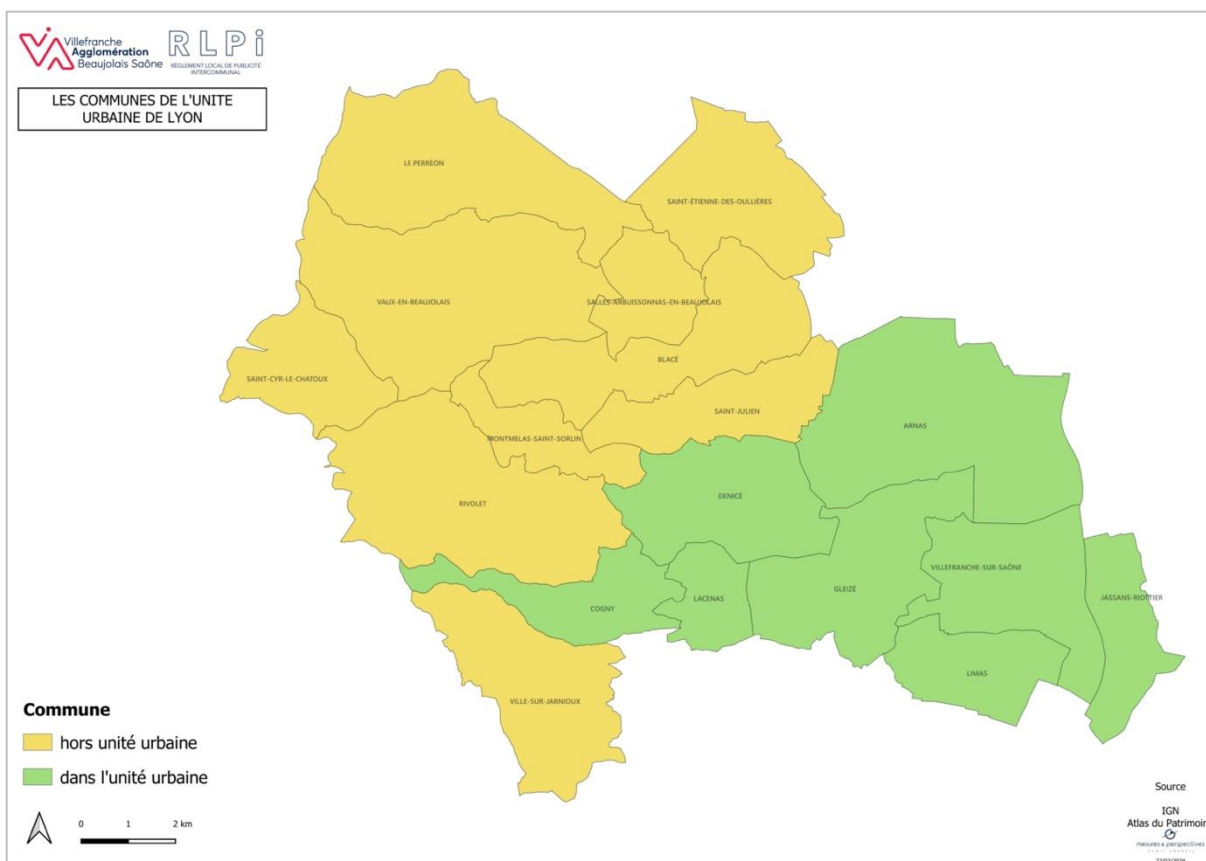 Villefranche
Agglomération
Beaujolais Saône
RLPi
RÈGLEMENT LOCAL DE PUBLICITÉ
INTERCOMMUNAL
LES COMMUNES DE L'UNITE
URBAINE DE LYON
LE PERRÉON
SAINT-ÉTIENNE-DES-OULLIÈRES
VAUX-EN-BEAUJOLAIS
SALLES-ARBUISSONNAS-EN-BEAUJOLAIS
BLACÉ
SAINT-CYR-LE-CHATOUX
SAINT-JULIEN
ARNAS
MONTMELAS-SAINT-SORLIN
DENICÉ
RIVOLET
VILLEFRANCHE-SUR-SAÔNE
GLEIZÉ
JASSANS-RIOTTIER
LACENAS
COGNY
LIMAS
VILLE-SUR-JARNIOUX
Commune
hors unité urbaine
dans l'unité urbaine
0 1 2 km
Source
IGN
Atlas du Patrimoin
mesures & perspectives